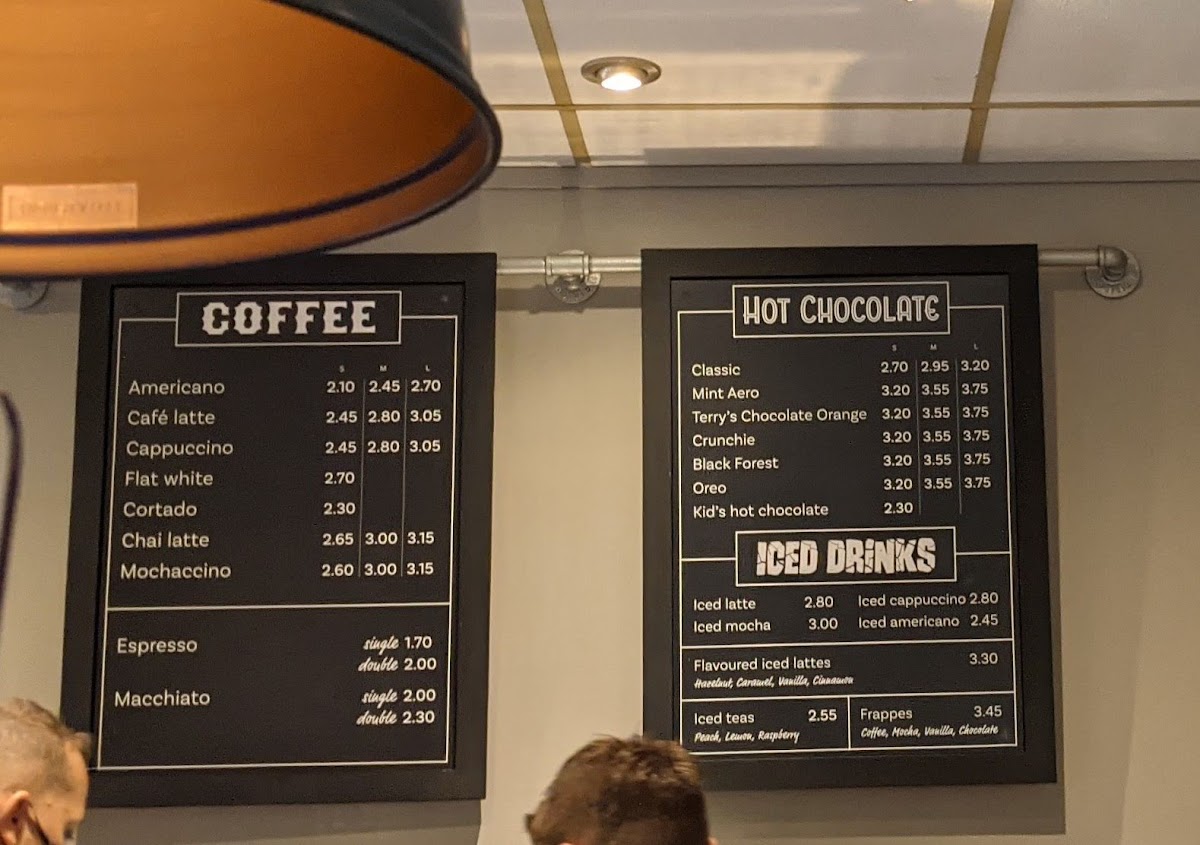 COFFEE
S M L
Americano 2.10 2.45 2.70
Café latte 2.45 2.80 3.05
Cappuccino 2.45 2.80 3.05
Flat white 2.70
Cortado 2.30
Chai latte 2.65 3.00 3.15
Mochaccino 2.60 3.00 3.15
Espresso single 1.70
double 2.00
Macchiato single 2.00
double 2.30
HOT CHOCOLATE
S M L
Classic 2.70 2.95 3.20
Mint Aero 3.20 3.55 3.75
Terry's Chocolate Orange 3.20 3.55 3.75
Crunchie 3.20 3.55 3.75
Black Forest 3.20 3.55 3.75
Oreo 3.20 3.55 3.75
Kid's hot chocolate 2.30
ICED DRiNKS
Iced latte 2.80 Iced cappuccino 2.80
Iced mocha 3.00 Iced americano 2.45
Flavoured iced lattes 3.30
Hazelnut, Caramel, Vanilla, Cinnamon
Iced teas 2.55
Peach, Lemon, Raspberry
Frappes 3.45
Coffee, Mocha, Vanilla, Chocolate